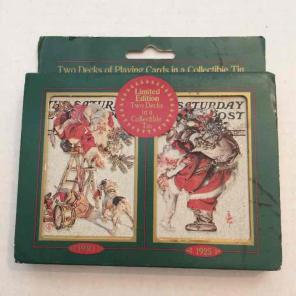 Two Decks of Playing Cards in a Collectible Tin
Limited
Edition
Two Decks
in a
Collectible
Tin
SATURDAY
SATURDAY
POST
1925